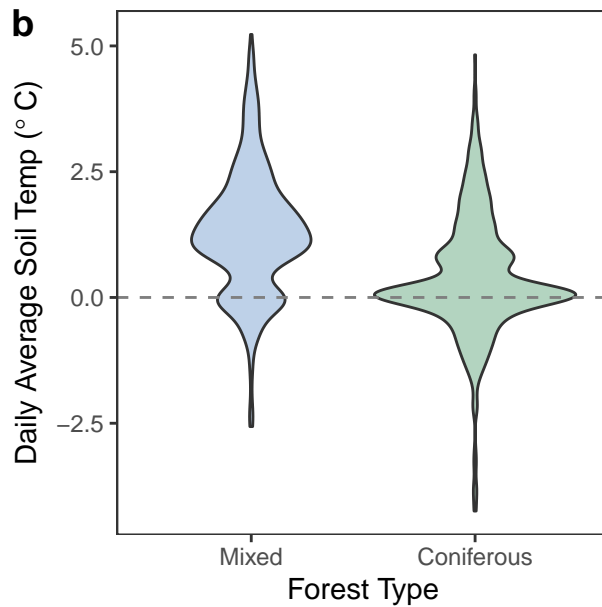 b
Daily Average Soil Temp (° C)
5.0
2.5
0.0
−2.5
Mixed Coniferous
Forest Type